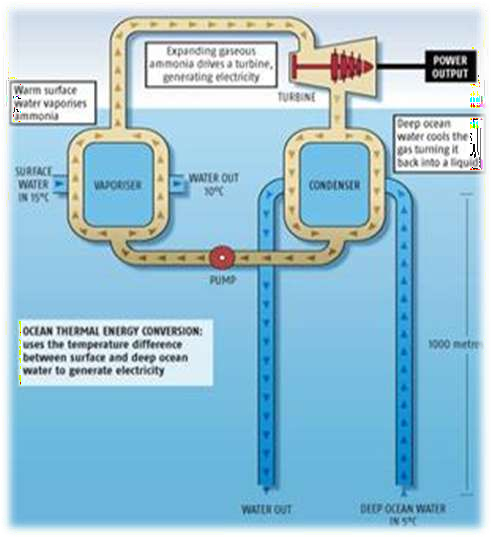 Expanding gaseous
ammonia drives a turbine,
generating electricity
POWER
OUTPUT
TURBINE
Warm surface
water vaporises
ammonia
Deep ocean
water cools the
gas turning it
back into a liquid
SURFACE
WATER
IN 15°C
VAPORISER
WATER OUT
10°C
CONDENSER
PUMP
OCEAN THERMAL ENERGY CONVERSION:
uses the temperature difference
between surface and deep ocean
water to generate electricity
1000 metre
WATER OUT
DEEP OCEAN WATER
IN 5°C